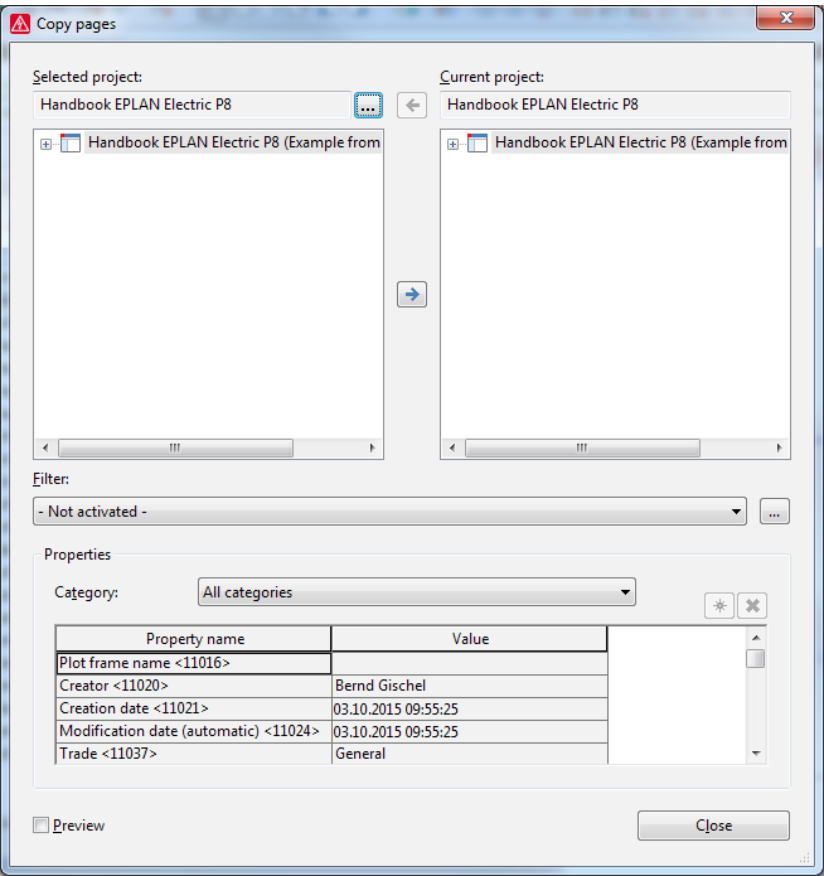 Copy pages
Selected project:
Current project:
Handbook EPLAN Electric P8
...
Handbook EPLAN Electric P8
Handbook EPLAN Electric P8 (Example from
Handbook EPLAN Electric P8 (Example from
Filter:
- Not activated -
...
Properties
Category:
All categories
Property name
Value
Plot frame name <11016>
Creator <11020>
Bernd Gischel
Creation date <11021>
03.10.2015 09:55:25
Modification date (automatic) <11024>
03.10.2015 09:55:25
Trade <11037>
General
Preview
Close